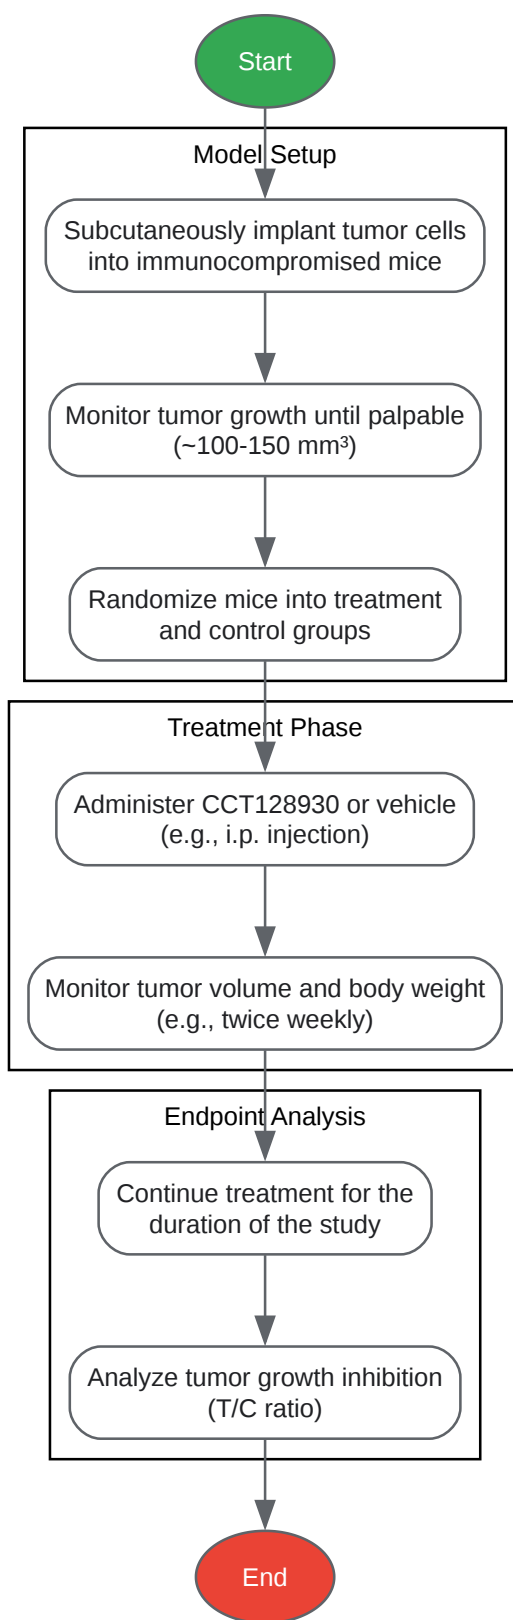 Start
Model Setup
Subcutaneously implant tumor cells
into immunocompromised mice
Monitor tumor growth until palpable
(~100-150 mm³)
Randomize mice into treatment
and control groups
Treatment Phase
Administer CCT128930 or vehicle
(e.g., i.p. injection)
Monitor tumor volume and body weight
(e.g., twice weekly)
Endpoint Analysis
Continue treatment for the
duration of the study
Analyze tumor growth inhibition
(T/C ratio)
End